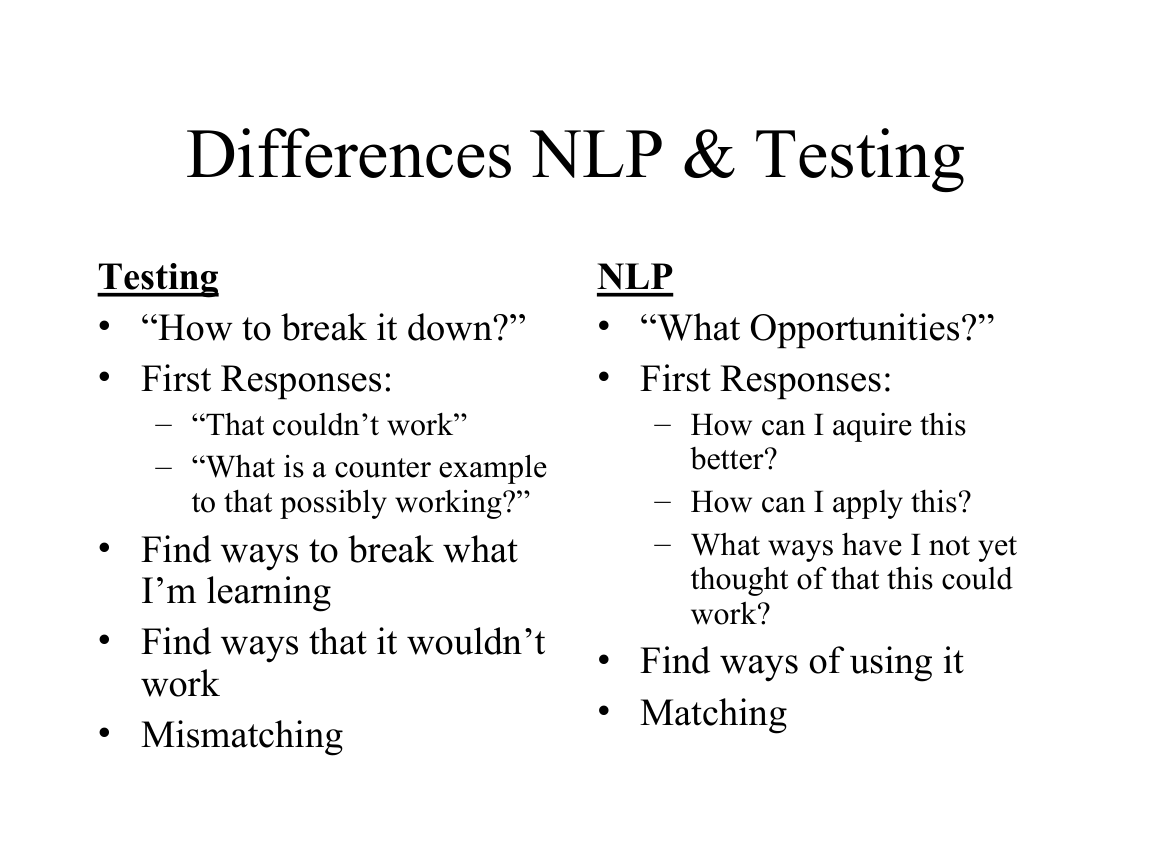 Differences NLP & Testing
Testing
• “How to break it down?”
• First Responses:
– “That couldn’t work”
– “What is a counter example
to that possibly working?”
• Find ways to break what
I’m learning
• Find ways that it wouldn’t
work
• Mismatching
NLP
• “What Opportunities?”
• First Responses:
– How can I aquire this
better?
– How can I apply this?
– What ways have I not yet
thought of that this could
work?
• Find ways of using it
• Matching